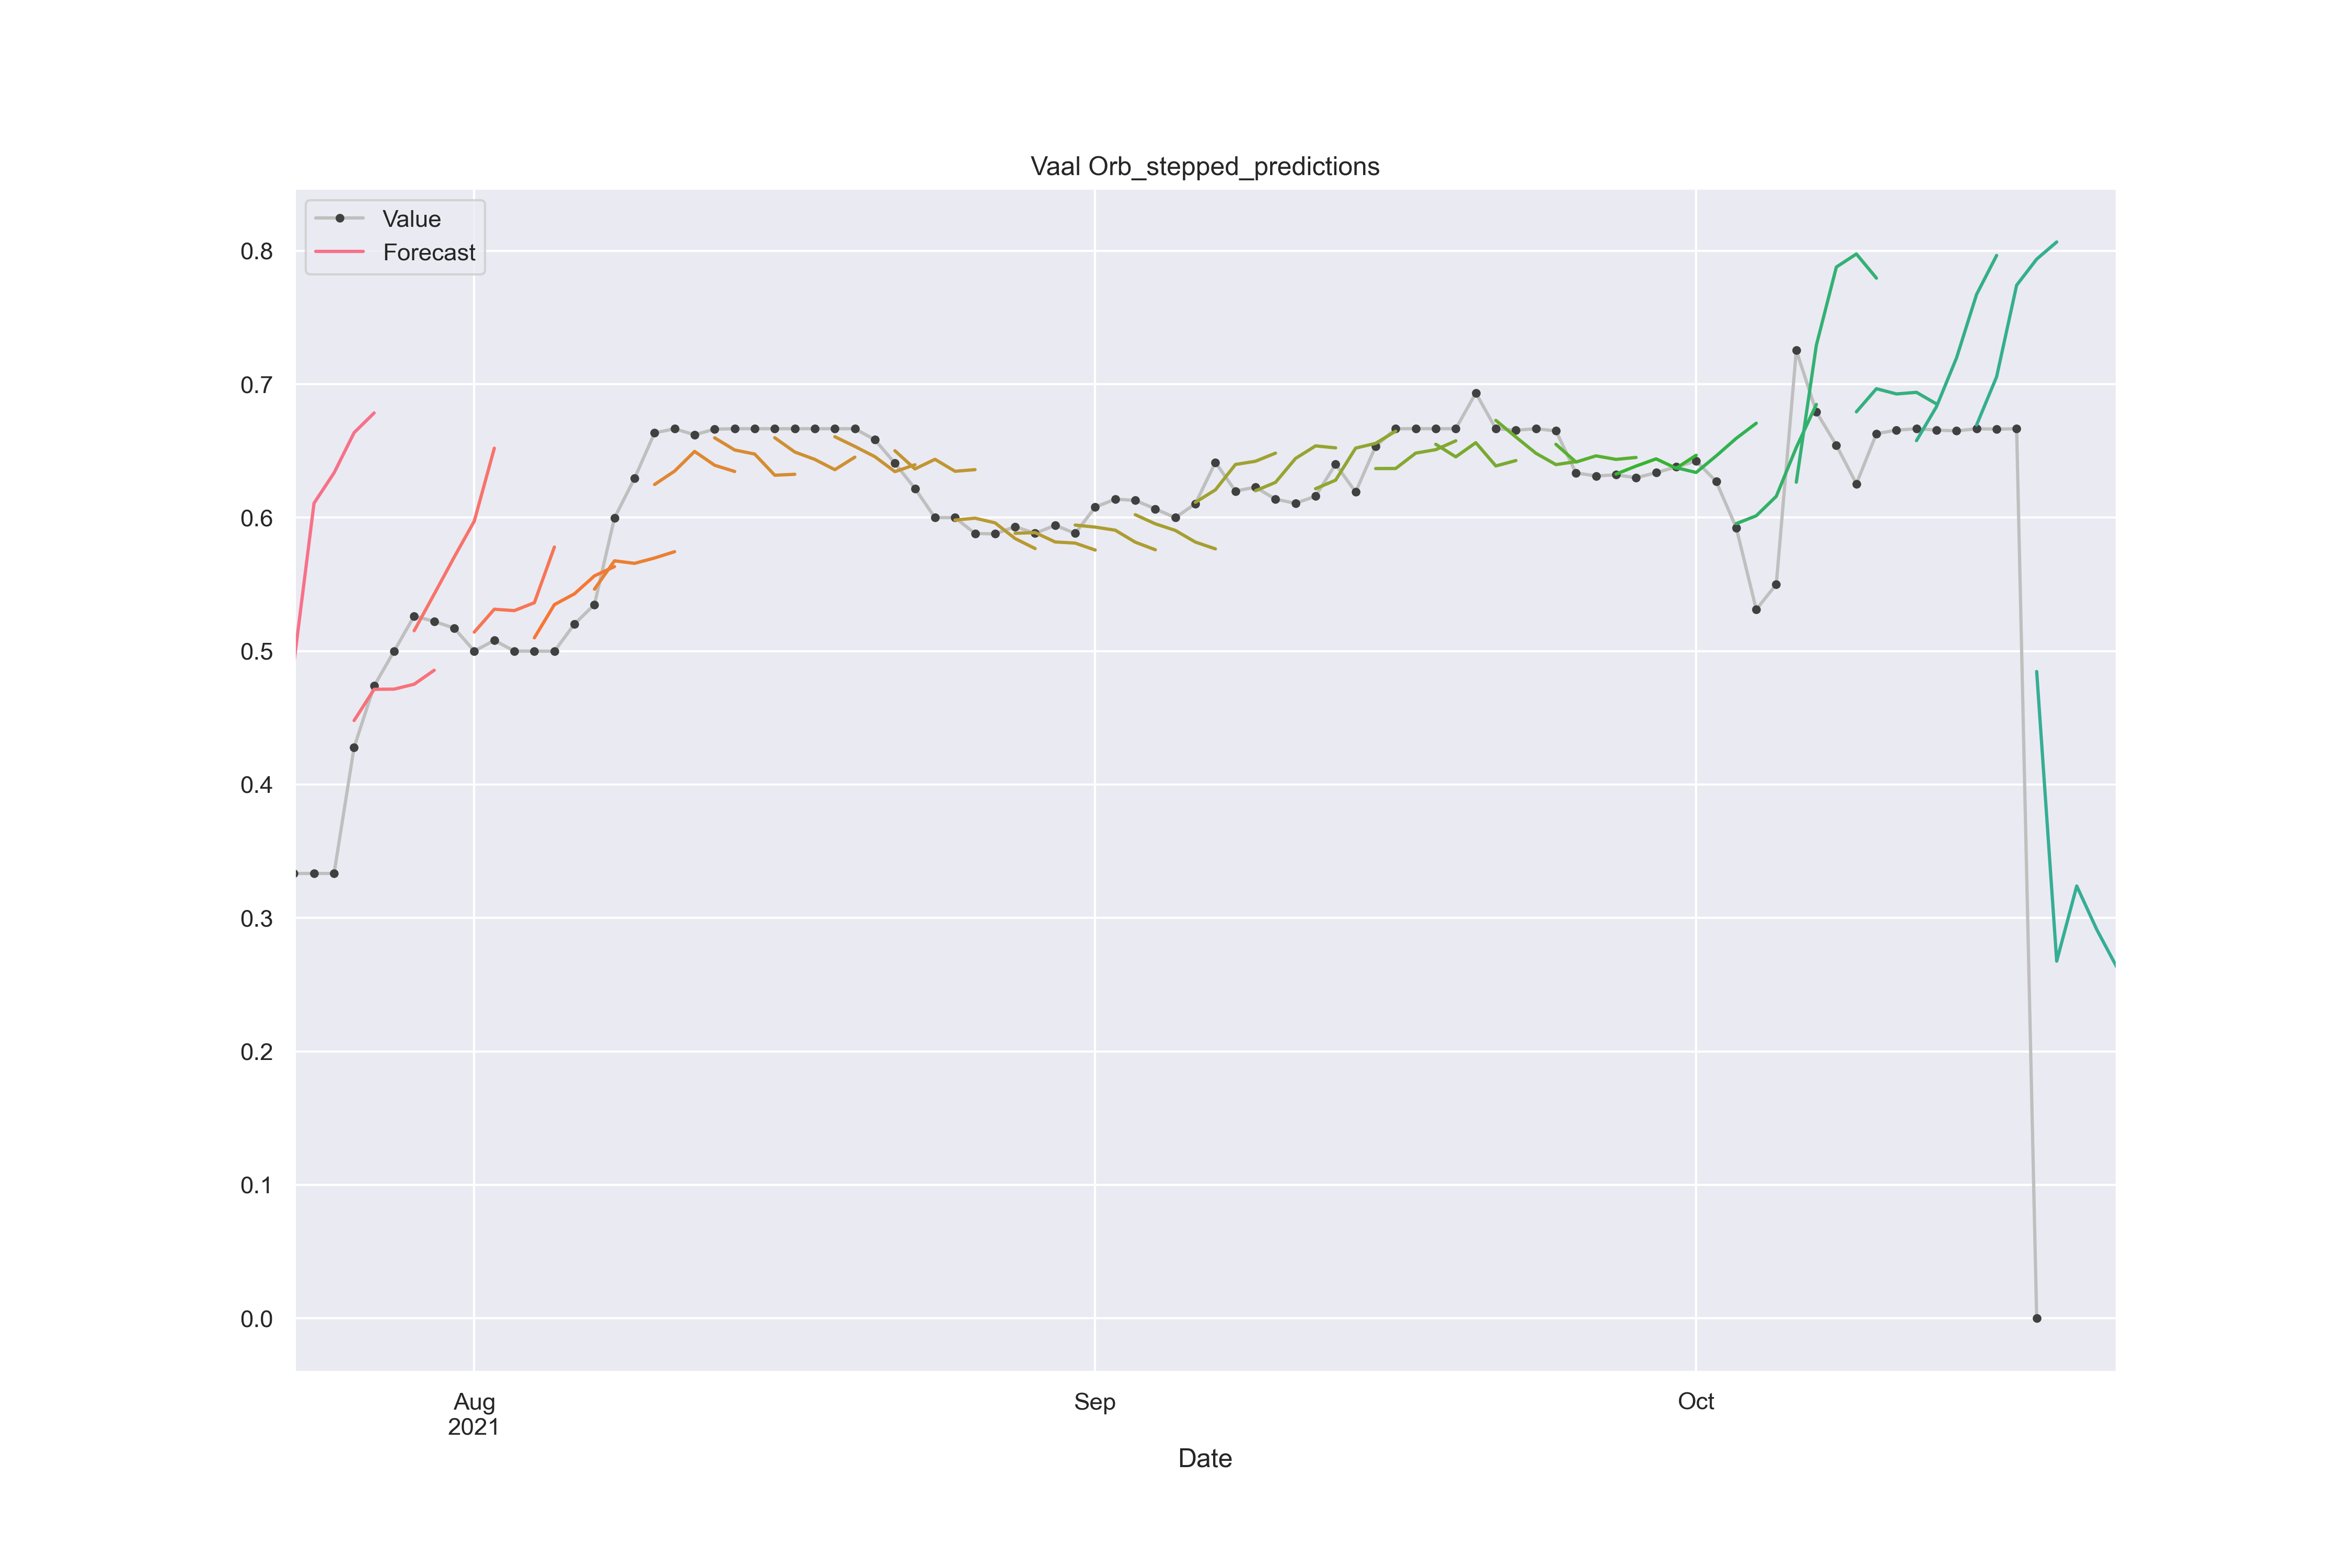 Vaal Orb_stepped_predictions
Value
Forecast
0.8
0.7
0.6
0.5
0.4
0.3
0.2
0.1
0.0
Aug
2021
Sep
Oct
Date